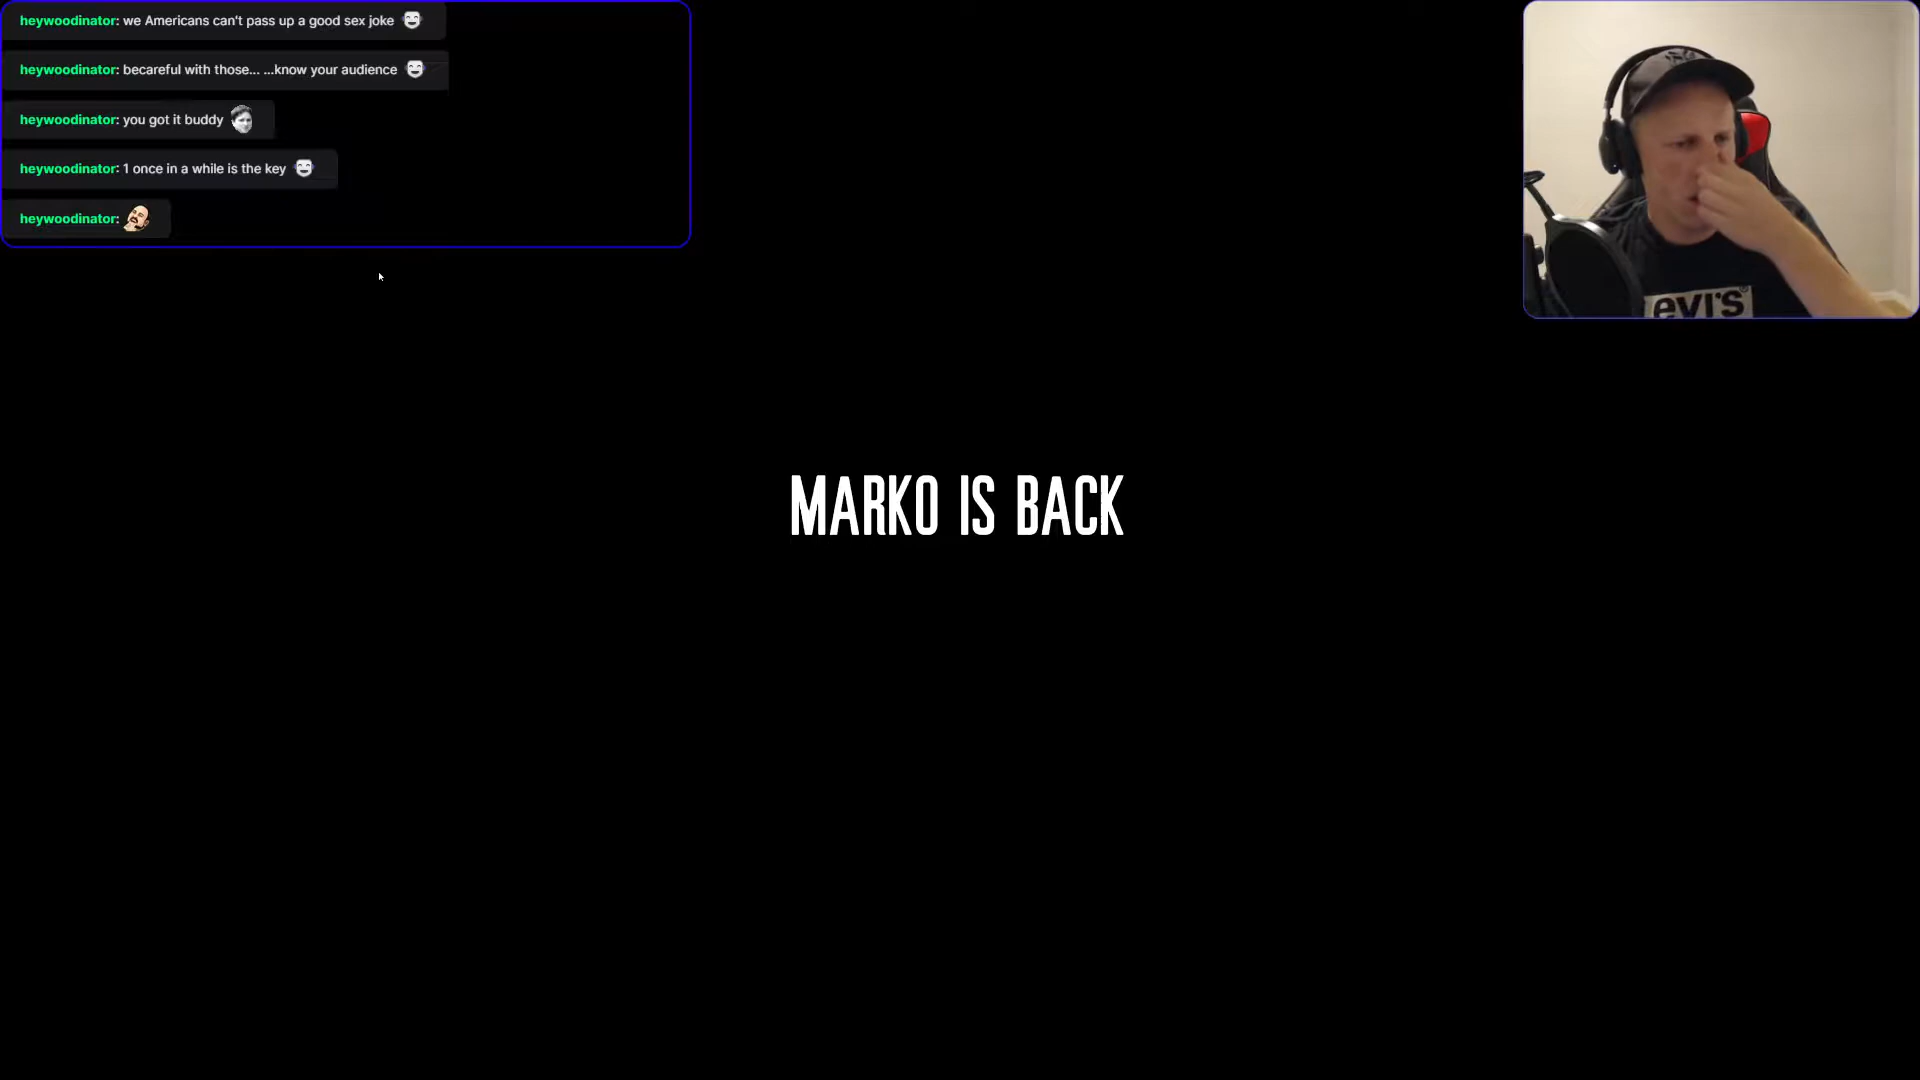 heywoodinator: we Americans can't pass up a good sex joke
heywoodinator: becareful with those... ...know your audience
heywoodinator: you got it buddy
heywoodinator: 1 once in a while is the key
heywoodinator:
evi's
MARKO IS BACK